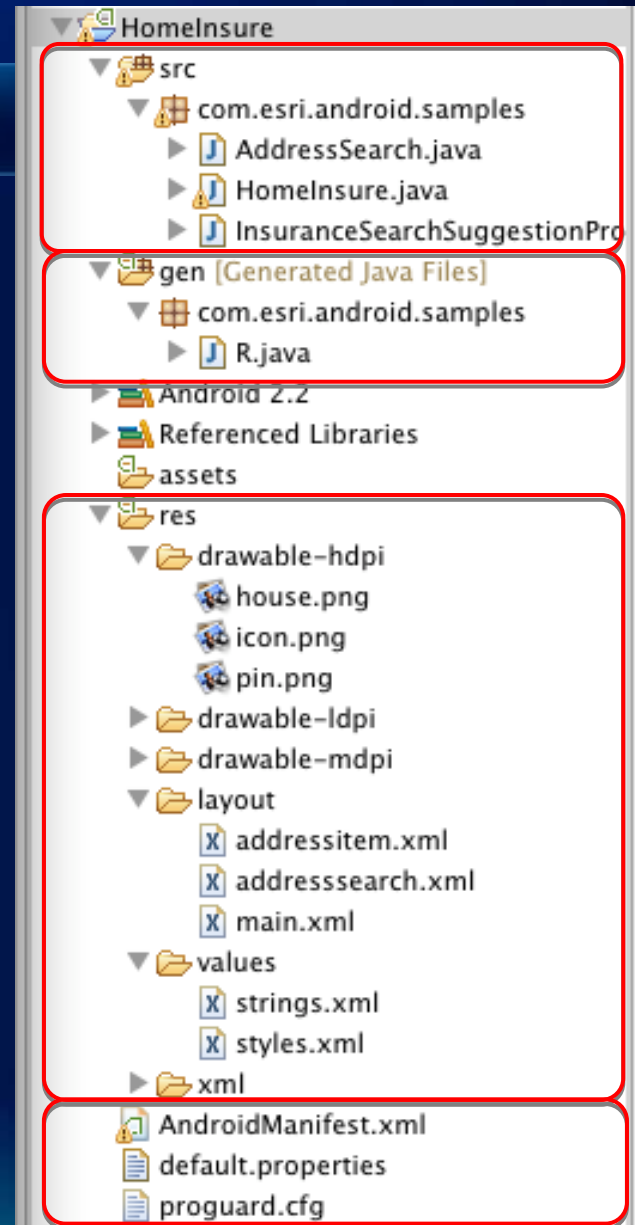 HomeInsure
src
com.esri.android.samples
AddressSearch.java
HomeInsure.java
InsuranceSearchSuggestionPro
gen [Generated Java Files]
com.esri.android.samples
R.java
Android 2.2
Referenced Libraries
assets
res
drawable-hdpi
house.png
icon.png
pin.png
drawable-ldpi
drawable-mdpi
layout
addressitem.xml
addresssearch.xml
main.xml
values
strings.xml
styles.xml
xml
AndroidManifest.xml
default.properties
proguard.cfg